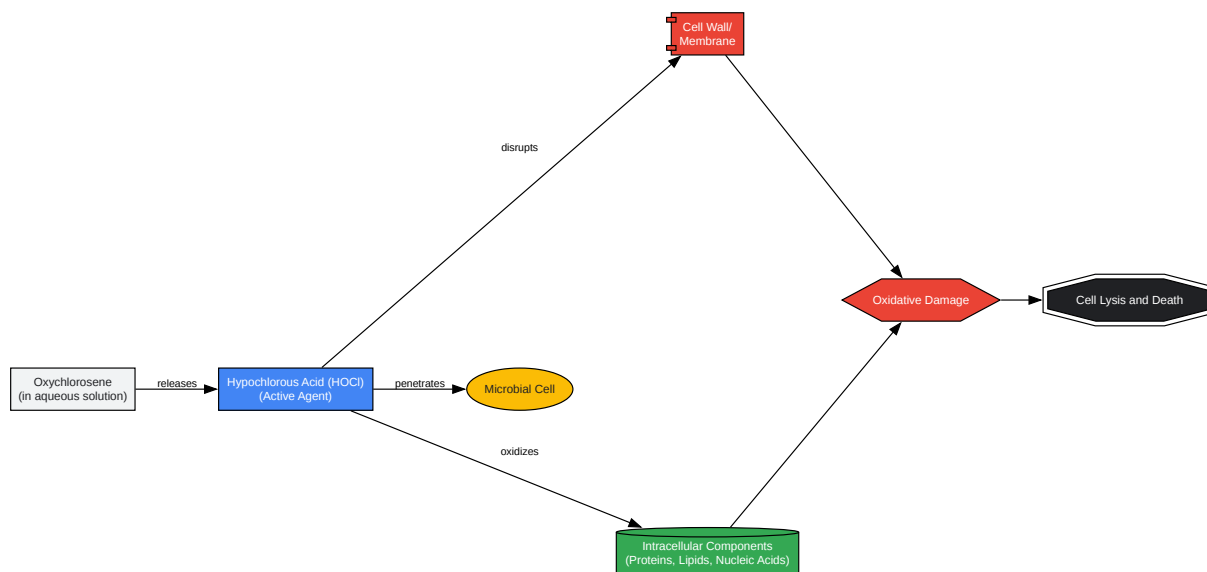 Cell Wall/
Membrane
disrupts
Oxidative Damage
Cell Lysis and Death
Oxychlorosene
(in aqueous solution)
releases
Hypochlorous Acid (HOCl)
(Active Agent)
penetrates
Microbial Cell
oxidizes
Intracellular Components
(Proteins, Lipids, Nucleic Acids)